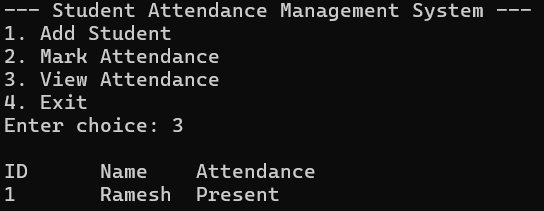 --- Student Attendance Management System ---
1. Add Student
2. Mark Attendance
3. View Attendance
4. Exit
Enter choice: 3
ID Name Attendance
1 Ramesh Present